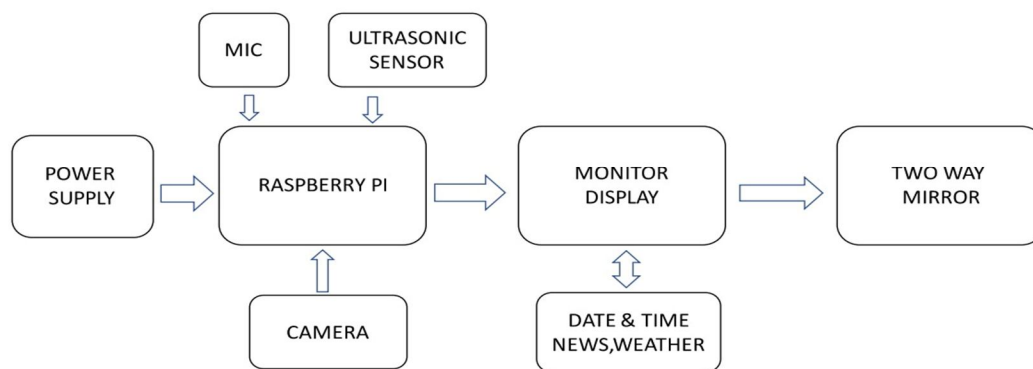 MIC
ULTRASONIC
SENSOR
POWER
SUPPLY
RASPBERRY PI
MONITOR
DISPLAY
TWO WAY
MIRROR
CAMERA
DATE & TIME
NEWS,WEATHER